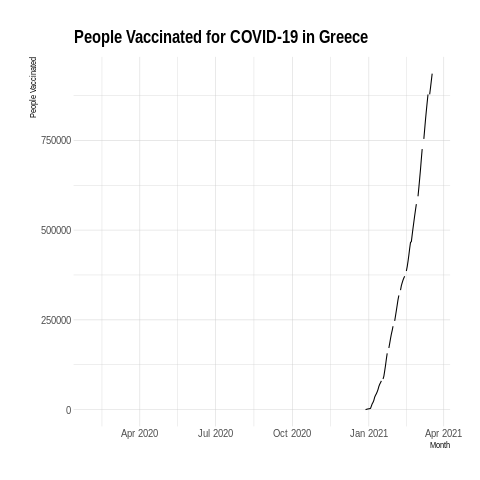 People Vaccinated for COVID-19 in Greece
People Vaccinated
750000
500000
250000
0
Apr 2020 Jul 2020 Oct 2020 Jan 2021 Apr 2021
Month